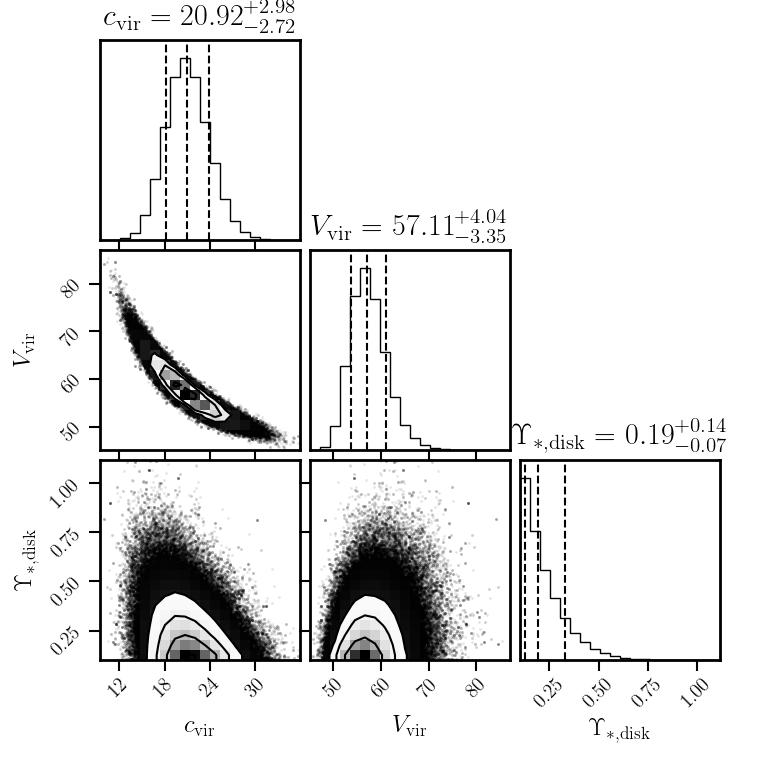 c_vir = 20.92^{+2.98}_{-2.72}
V_vir = 57.11^{+4.04}_{-3.35}
80
70
60
50
V_vir
ϒ_{*,disk} = 0.19^{+0.14}_{-0.07}
1.00
0.75
0.50
0.25
ϒ_{*,disk}
12 18 24 30
50 60 70 80
0.25 0.50 0.75 1.00
c_vir
V_vir
ϒ_{*,disk}